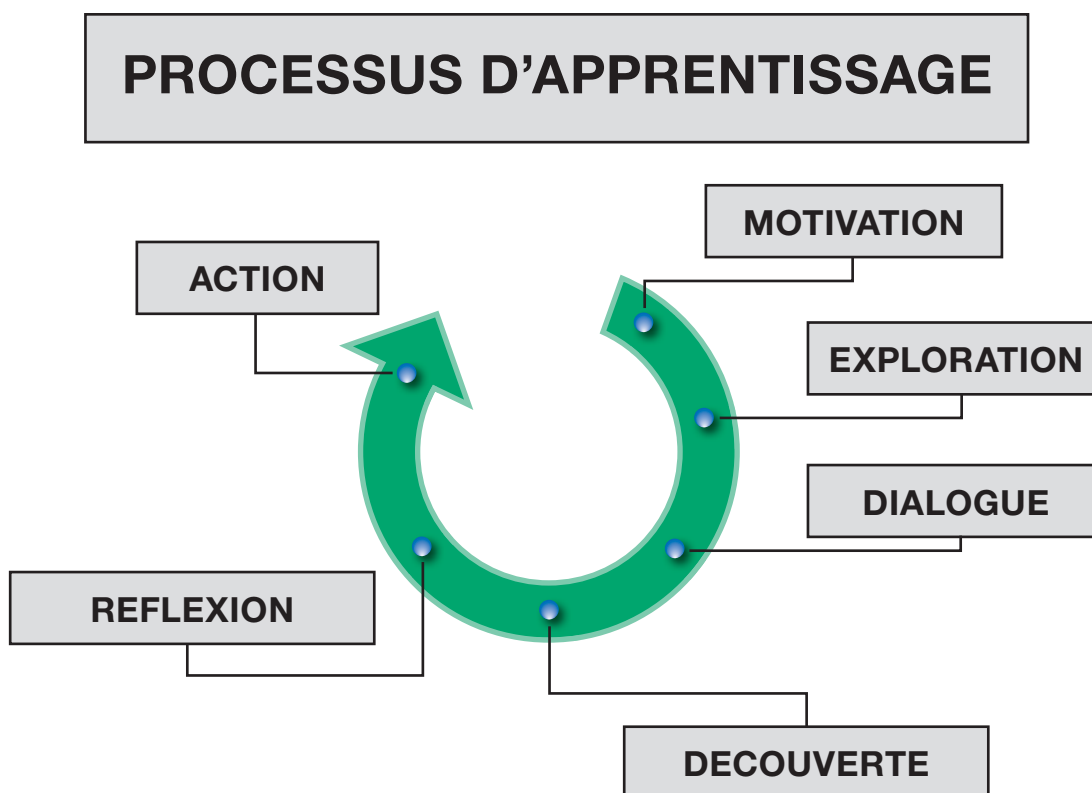 PROCESSUS D'APPRENTISSAGE
MOTIVATION
EXPLORATION
DIALOGUE
DECOUVERTE
REFLEXION
ACTION